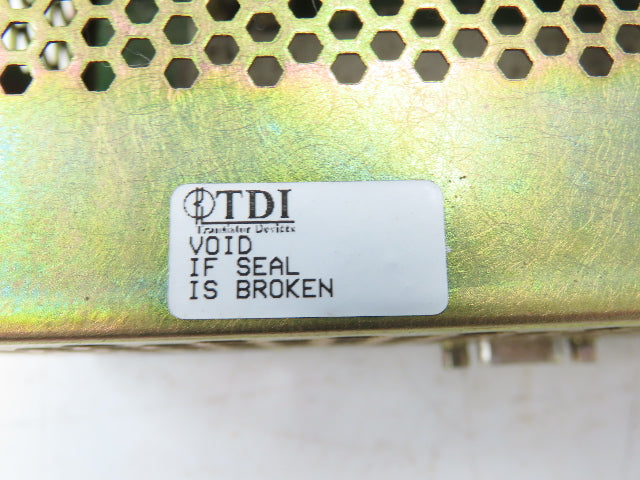 TDI
Transistor Devices
VOID
IF SEAL
IS BROKEN